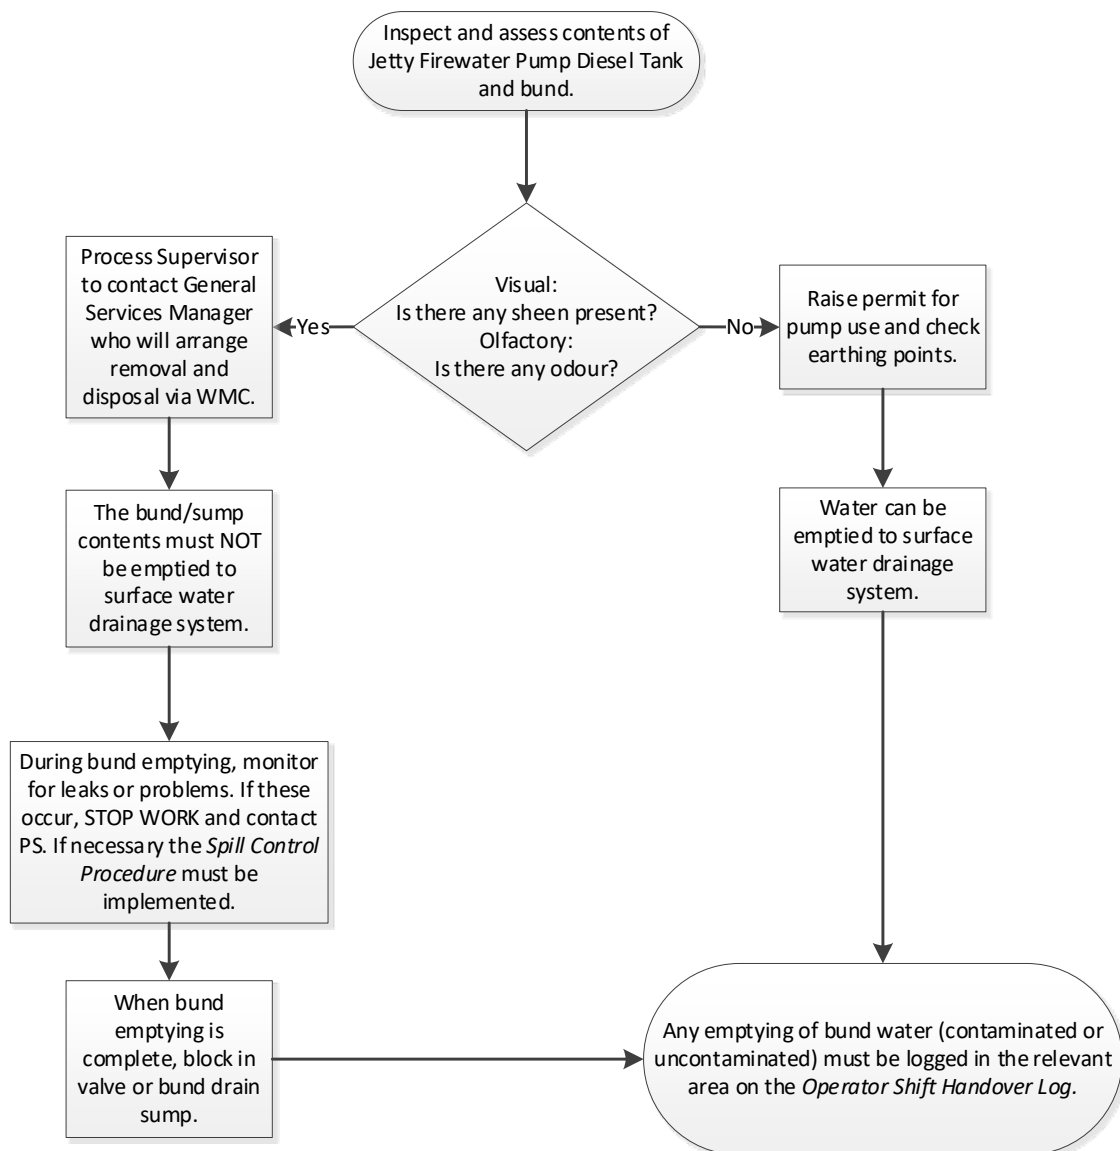 Inspect and assess contents of
Jetty Firewater Pump Diesel Tank
and bund.
Visual:
Is there any sheen present?
Olfactory:
Is there any odour?
Yes
No
Process Supervisor
to contact General
Services Manager
who will arrange
removal and
disposal via WMC.
The bund/sump
contents must NOT
be emptied to
surface water
drainage system.
During bund emptying, monitor
for leaks or problems. If these
occur, STOP WORK and contact
PS. If necessary the Spill Control
Procedure must be
implemented.
When bund
emptying is
complete, block in
valve or bund drain
sump.
Raise permit for
pump use and check
earthing points.
Water can be
emptied to surface
water drainage
system.
Any emptying of bund water (contaminated or
uncontaminated) must be logged in the relevant
area on the Operator Shift Handover Log.